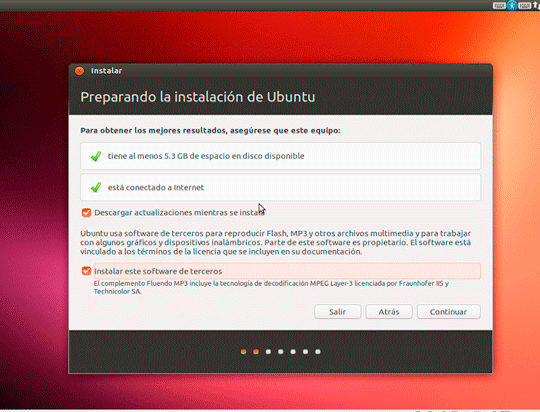 Instalar
Preparando la instalación de Ubuntu
Para obtener los mejores resultados, asegúrese que este equipo:
tiene al menos 5.3 GB de espacio en disco disponible
está conectado a Internet
Descargar actualizaciones mientras se instala
Ubuntu usa software de terceros para reproducir Flash, MP3 y otros archivos multimedia y para trabajar
con algunos gráficos y dispositivos inalámbricos. Parte de este software es propietario. El software está
vinculado a los términos de la licencia que se incluyen en su documentación.
Instalar este software de terceros
El complemento Fluendo MP3 incluye la tecnología de decodificación MPEG Layer-3 licenciada por Fraunhofer IIS y
Technicolor SA.
Salir
Atrás
Continuar